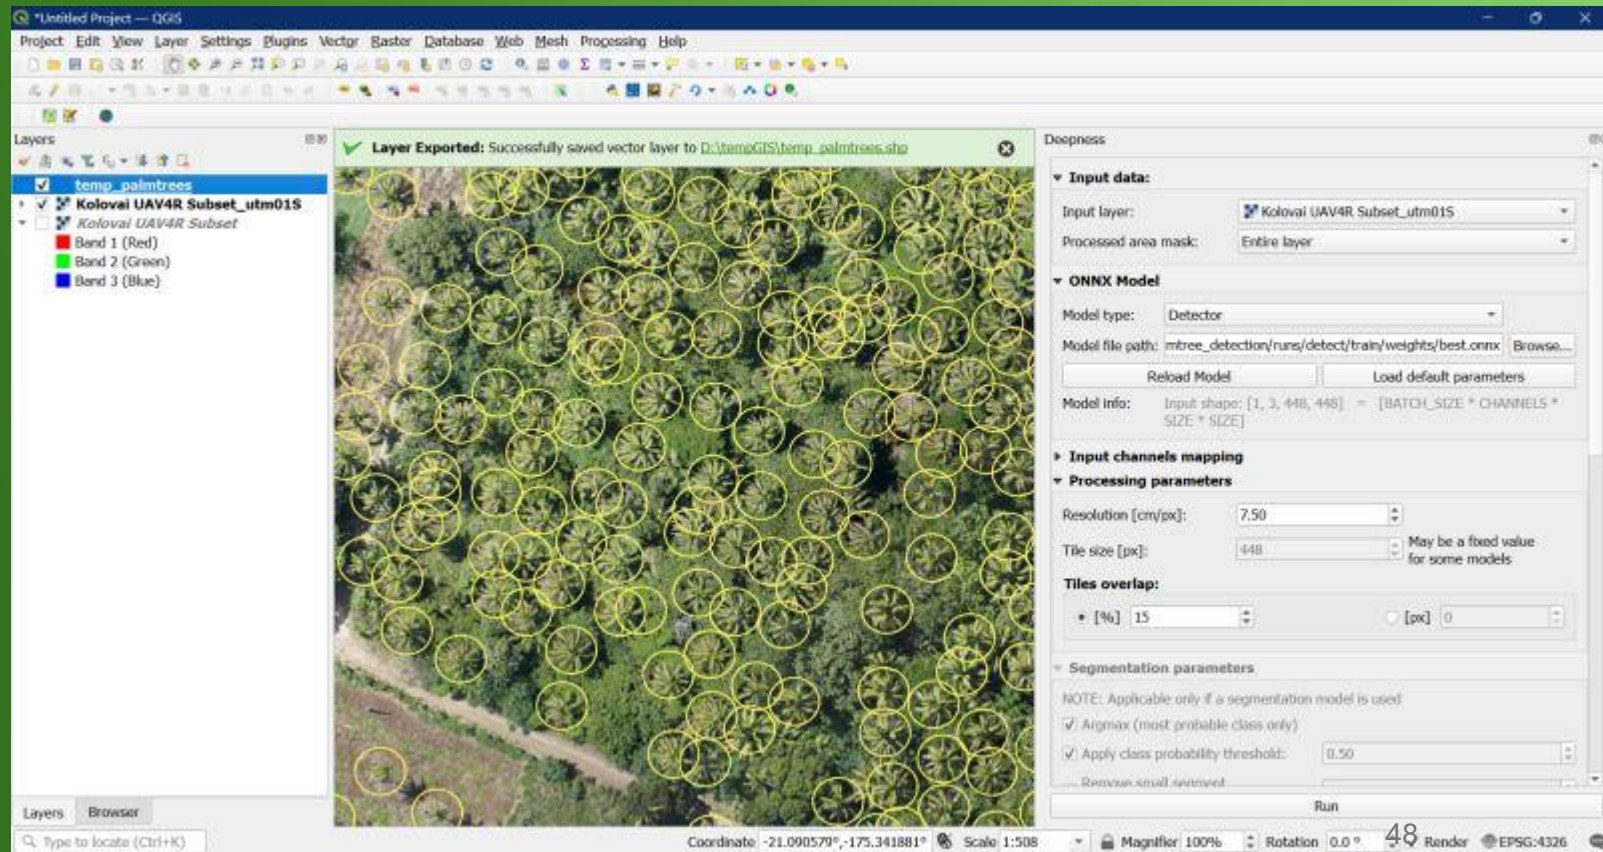 *Untitled Project — QGIS
Project Edit View Layer Settings Plugins Vector Raster Database Web Mesh Processing Help
Layers
temp_palmtrees
Kolovai UAV4R Subset_utm01S
Kolovai UAV4R Subset
Band 1 (Red)
Band 2 (Green)
Band 3 (Blue)
Layers Browser
Type to locate (Ctrl+K)
Layer Exported: Successfully saved vector layer to D:\tempGIS\temp_palmtrees.shp
Deepness
Input data:
Input layer: Kolovai UAV4R Subset_utm01S
Processed area mask: Entire layer
ONNX Model
Model type: Detector
Model file path: mtree_detection/runs/detect/train/weights/best.onnx Browse...
Reload Model Load default parameters
Model info: Input shape: [1, 3, 448, 448] = [BATCH_SIZE * CHANNELS *
SIZE * SIZE]
Input channels mapping
Processing parameters
Resolution [cm/px]: 7.50
Tile size [px]: 448 May be a fixed value
for some models
Tiles overlap:
[%] 15 [px] 0
Segmentation parameters
NOTE: Applicable only if a segmentation model is used
Argmax (most probable class only)
Apply class probability threshold: 0.50
Remove small segment
Run
Coordinate -21.090579°,-175.341881° Scale 1:508 Magnifier 100% Rotation 0.0 ° Render EPSG:4326
48